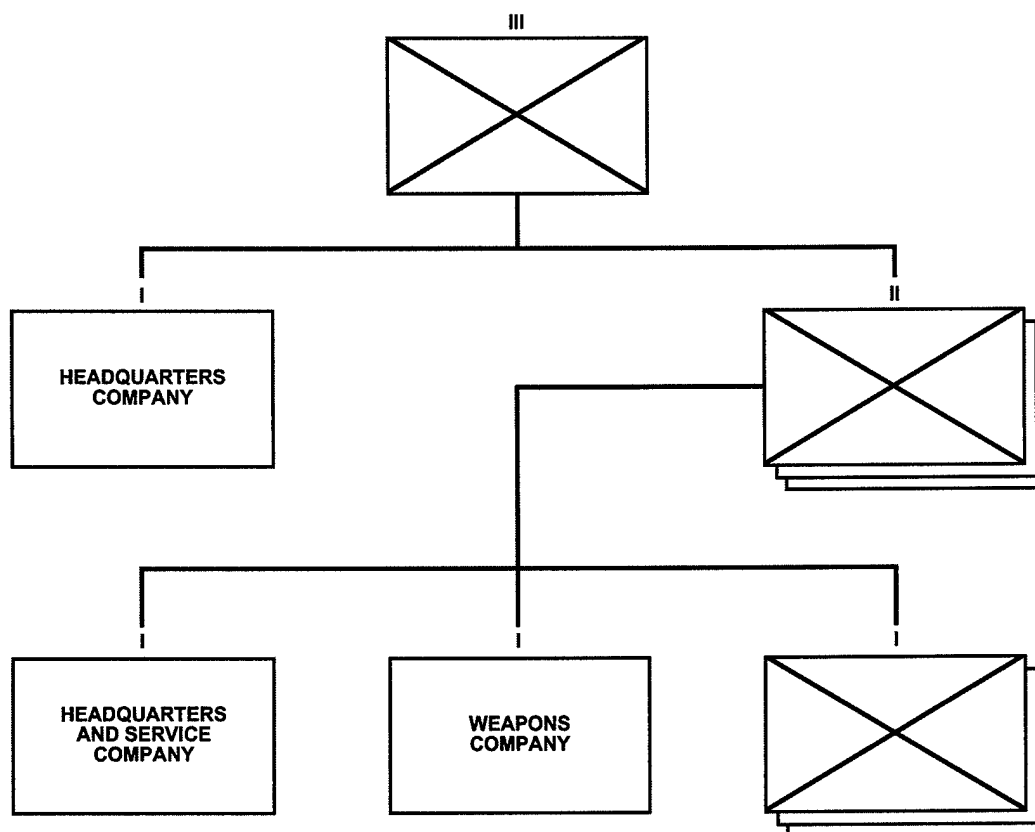 III
I
II
HEADQUARTERS
COMPANY
I
I
I
HEADQUARTERS
AND SERVICE
COMPANY
WEAPONS
COMPANY